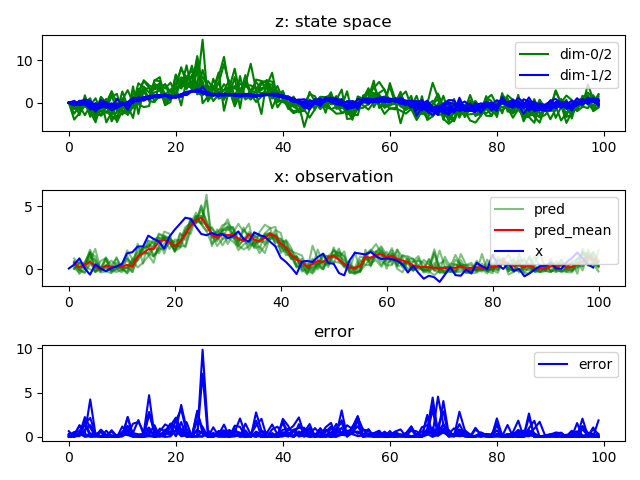 z: state space
10
0
dim-0/2
dim-1/2
0 20 40 60 80 100
x: observation
5
0
pred
pred_mean
x
0 20 40 60 80 100
error
10
5
0
error
0 20 40 60 80 100